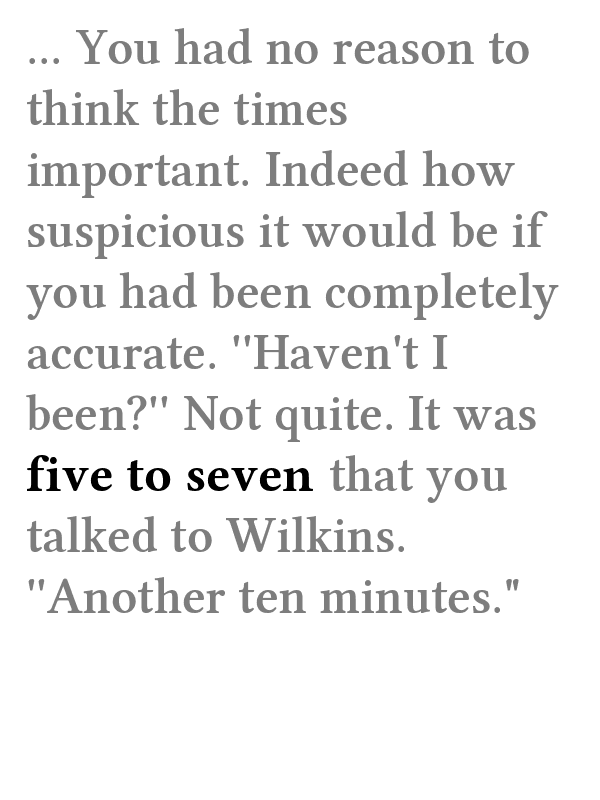 ... You had no reason to
think the times
important. Indeed how
suspicious it would be if
you had been completely
accurate. ''Haven't I
been?'' Not quite. It was
five to seven that you
talked to Wilkins.
''Another ten minutes."